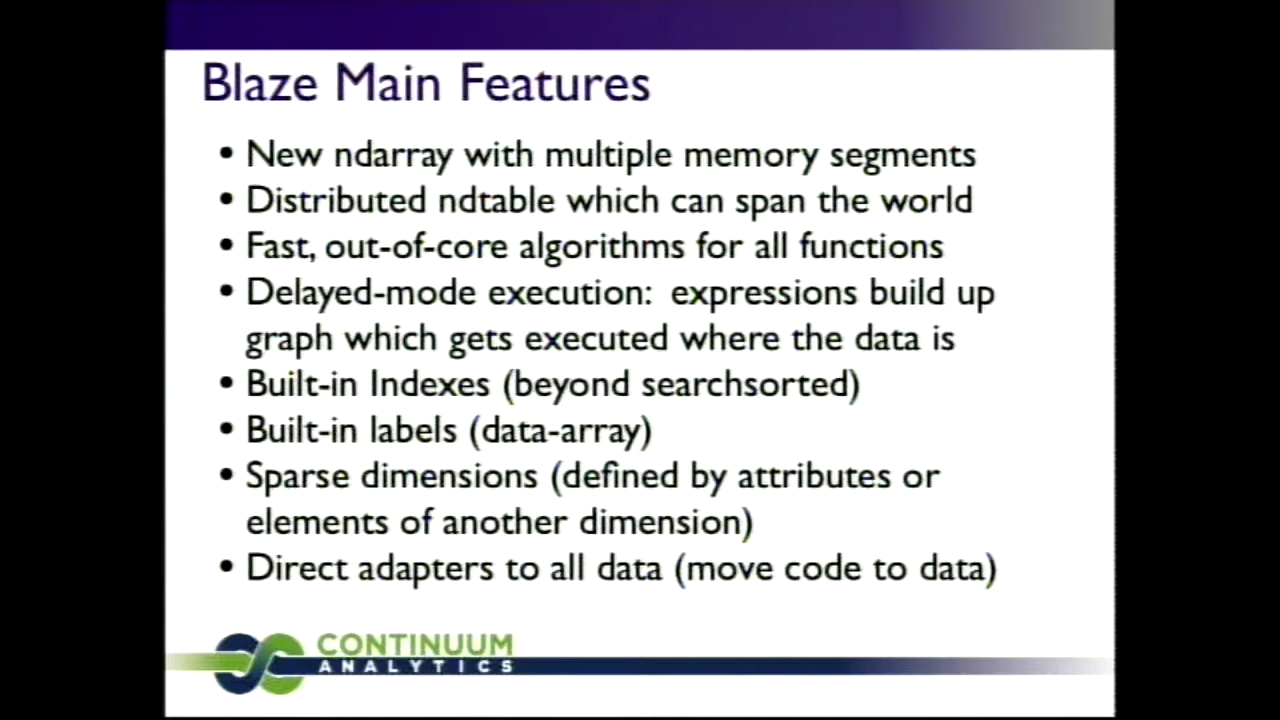 Blaze Main Features
• New ndarray with multiple memory segments
• Distributed ndtable which can span the world
• Fast, out-of-core algorithms for all functions
• Delayed-mode execution:  expressions build up
graph which gets executed where the data is
• Built-in Indexes (beyond searchsorted)
• Built-in labels (data-array)
• Sparse dimensions (defined by attributes or
elements of another dimension)
• Direct adapters to all data (move code to data)
CONTINUUM
ANALYTICS